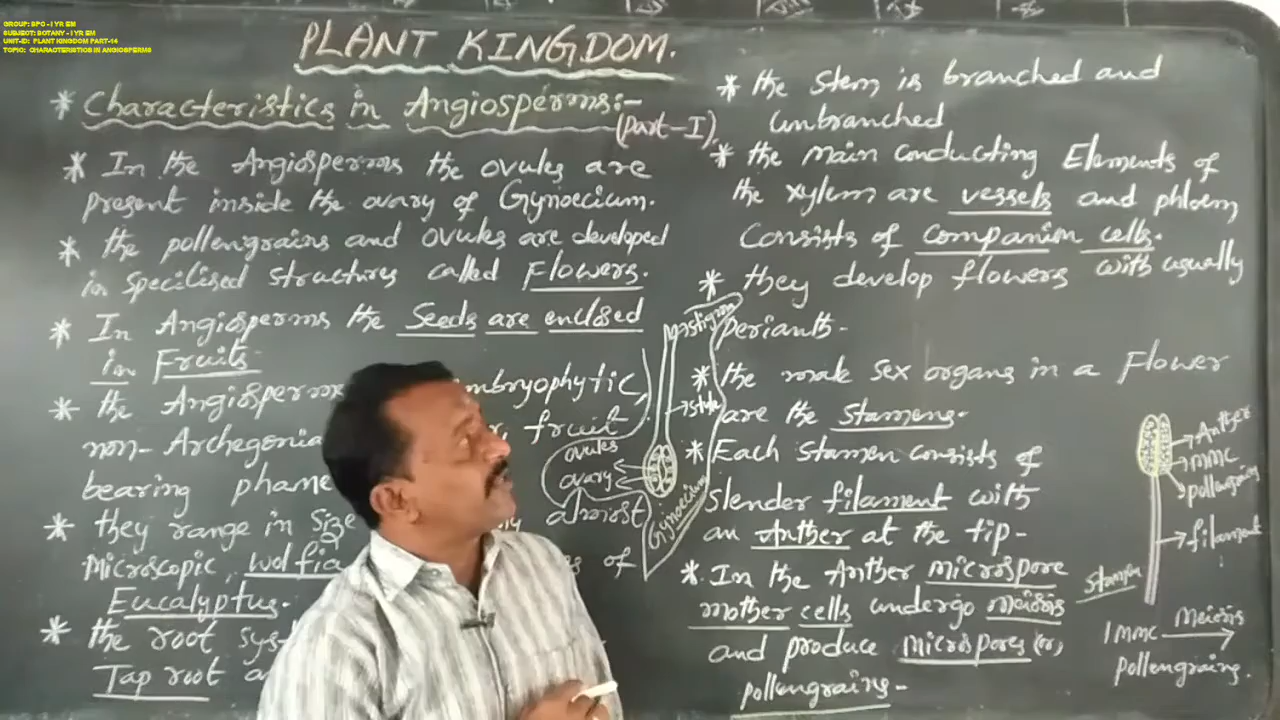 GROUP: BPC - I YR EM
SUBJECT: BOTANY - I YR EM
UNIT-ID: PLANT KINGDOM PART-14
TOPIC: CHARACTERISTICS IN ANGIOSPERMS
PLANT KINGDOM.
* Characteristics in Angiosperms:-
(Part-I).
* In the Angiosperms the ovules are
present inside the ovary of Gynoecium.
* the pollengrains and ovules are developed
in specilised structures called Flowers.
* In Angiosperms the Seeds are enclosed
in Fruits.
* the Angiosperms mbryophytic,
non-Archegonia fruit
bearing phane
* they range in size almost
Microscopic wolfia of
Eucalyptus.
* the root sys
Tap root
stigma
style
ovules
ovary
Gynoecium
* the stem is branched and
unbranched
* the main conducting Elements of
the xylem are vessels and phloem
consists of companion cells.
* they develop flowers with usually
perianth.
* the male sex organs in a Flower
are the stamens.
* Each stamen consists of
slender filament with
an Anther at the tip.
* In the Anther microspore
mother cells undergo meiosis
and produce microspores (or)
pollengrains.
Anther
MMC
pollengrains
filament
stamen
1MMC Meiosis
pollengrains.